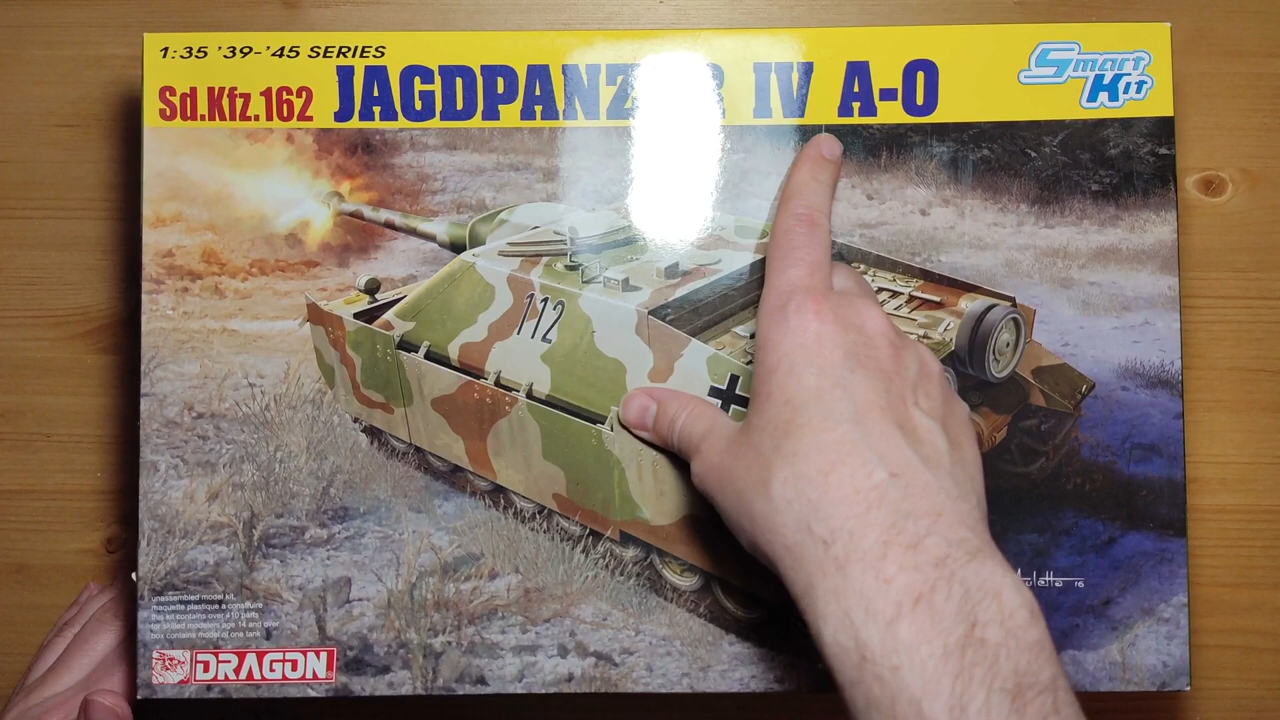 1:35 '39-'45 SERIES
Smart Kit
Sd.Kfz.162 JAGDPANZ R IV A-0
112
unassembled model kit,
maquette plastique a construire
this kit contains over 410 parts
for skilled modelers age 14 and over
box contains model of one tank
DRAGON